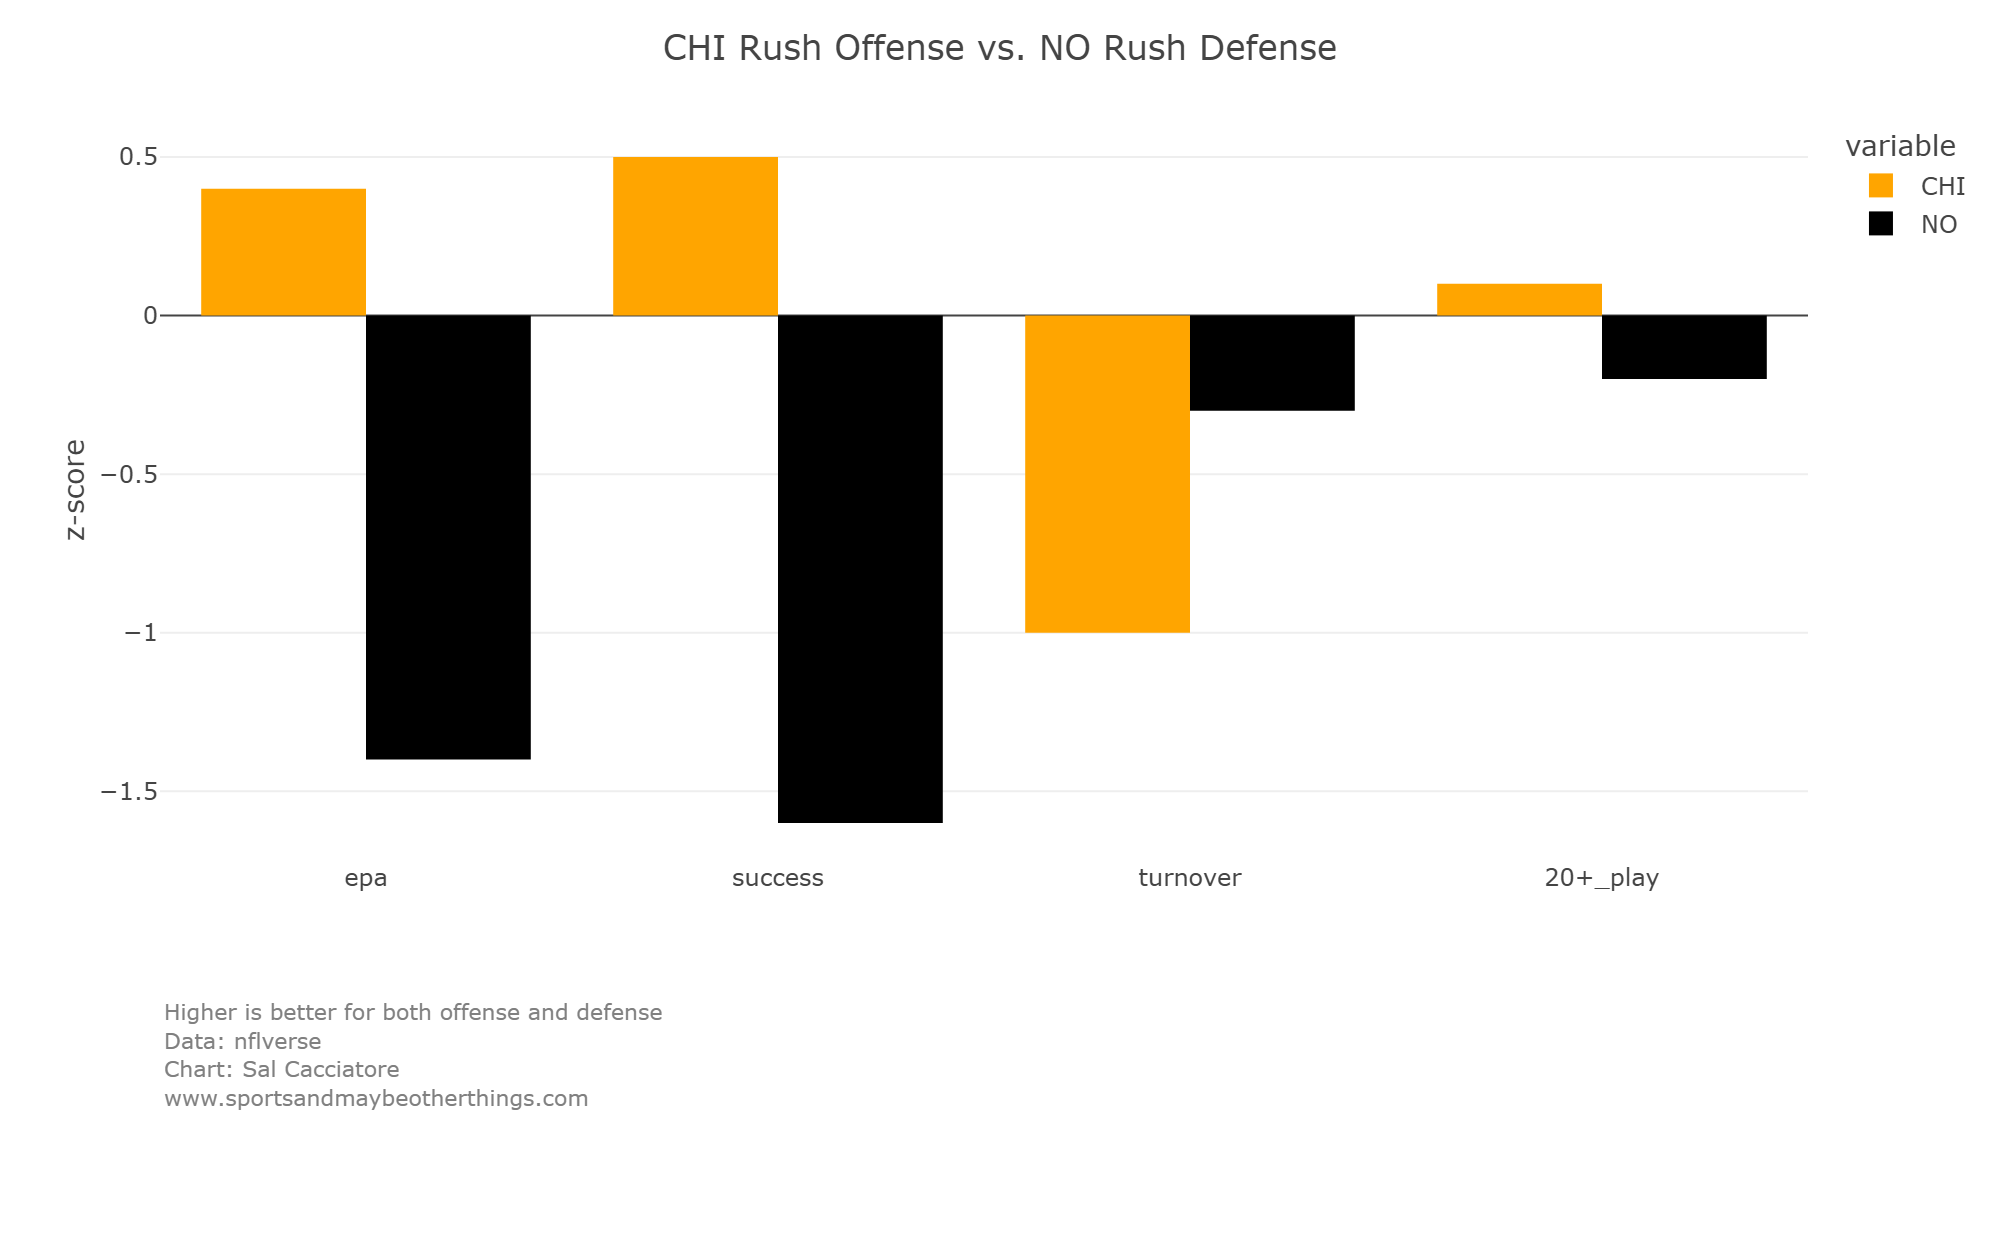 CHI Rush Offense vs. NO Rush Defense
variable
CHI
NO
0.5
0
−0.5
−1
−1.5
z-score
epa
success
turnover
20+_play
Higher is better for both offense and defense
Data: nflverse
Chart: Sal Cacciatore
www.sportsandmaybeotherthings.com